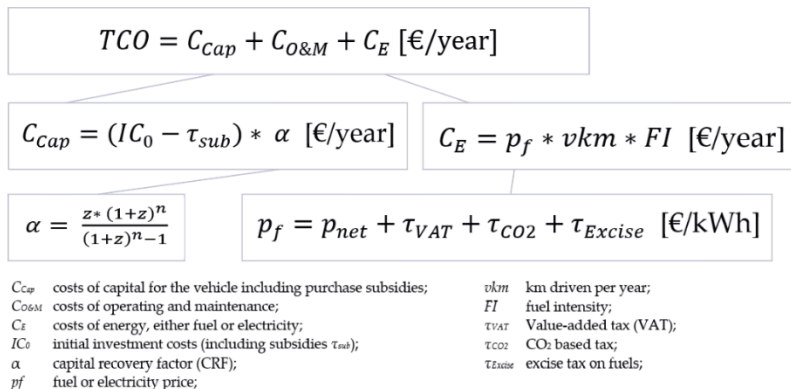 TCO = C_Cap + C_O&M + C_E [€/year]
C_Cap = (IC_0 − τ_sub) * α [€/year]
C_E = p_f * vkm * FI [€/year]
α = z* (1+z)^n / (1+z)^n−1
p_f = p_net + τ_VAT + τ_CO2 + τ_Excise [€/kWh]
C_Cap costs of capital for the vehicle including purchase subsidies;
C_O&M costs of operating and maintenance;
C_E costs of energy, either fuel or electricity;
IC_0 initial investment costs (including subsidies τ_sub);
α capital recovery factor (CRF);
pf fuel or electricity price;
vkm km driven per year;
FI fuel intensity;
τ_VAT Value-added tax (VAT);
τ_CO2 CO₂ based tax;
τ_Excise excise tax on fuels;